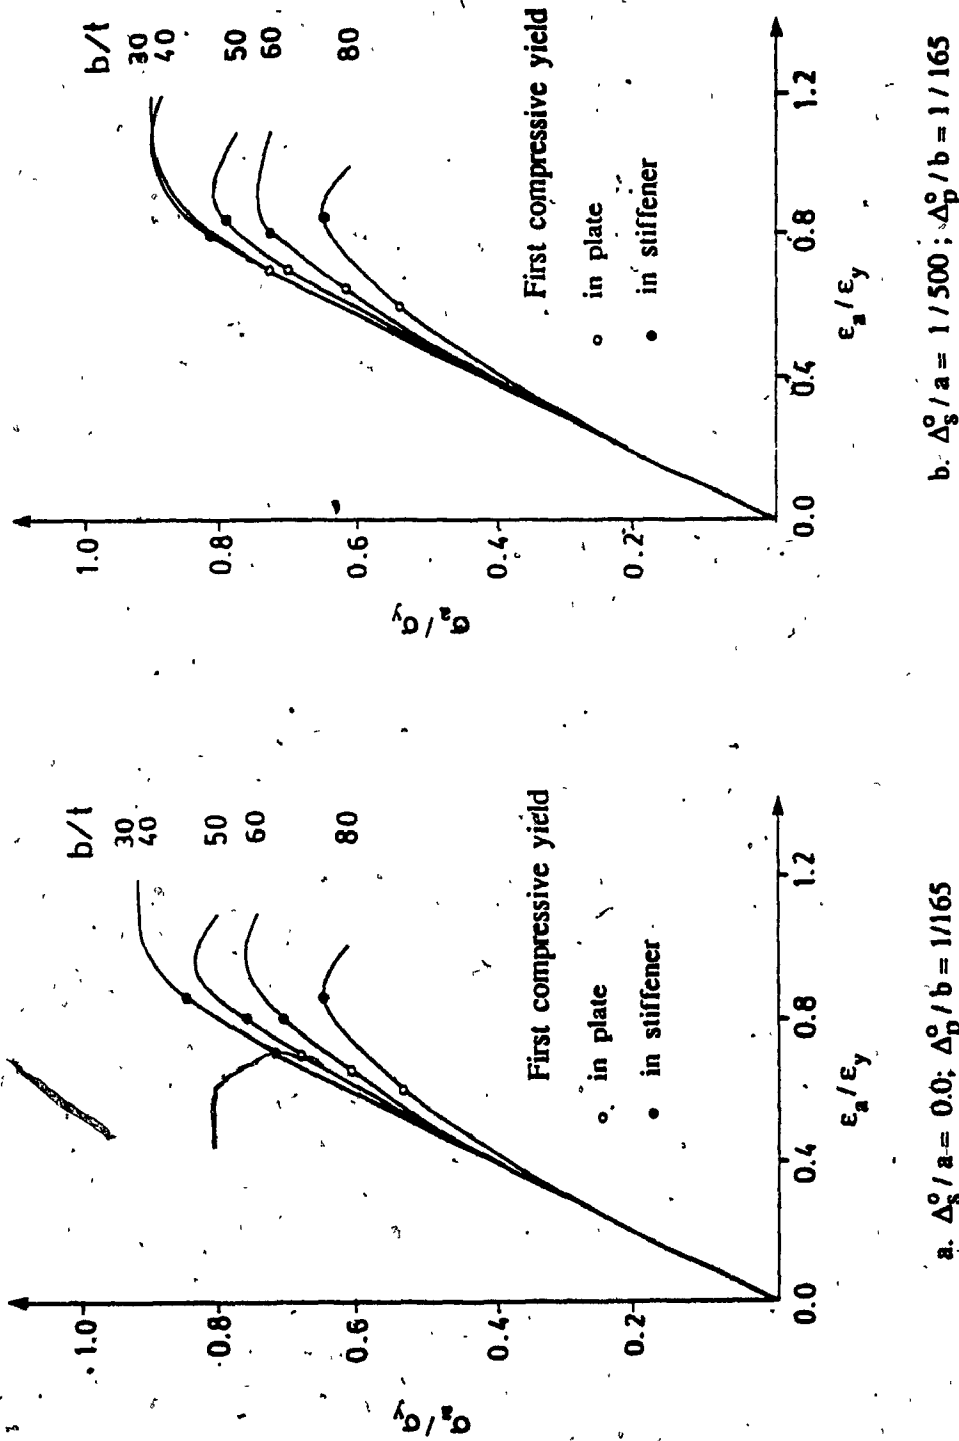 b/t
30
40
50
60
80
1.0
0.8
0.6
0.4
0.2
σa/σy
First compressive yield
○ in plate
● in stiffener
0.0
0.4
0.8
1.2
εa/εy
a. Δ°s/a = 0.0; Δ°p/b = 1/165
b/t
30
40
50
60
80
1.0
0.8
0.6
0.4
0.2
σa/σy
First compressive yield
○ in plate
● in stiffener
0.0
0.4
0.8
1.2
εa/εy
b. Δ°s/a = 1/500; Δ°p/b = 1/165